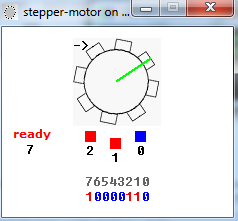 stepper-motor on ...
->
ready
7
2 1 0
76543210
10000110